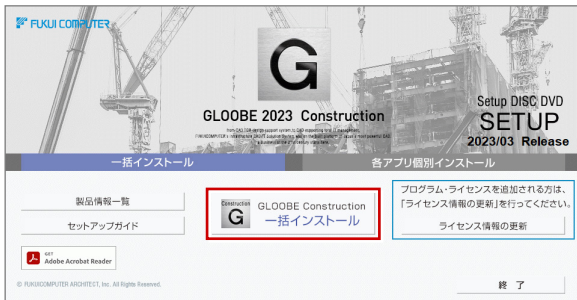 FUKUI COMPUTER
G
GLOOBE 2023 Construction
Setup DISC DVD
SETUP
2023/03 Release
一括インストール
各アプリ個別インストール
製品情報一覧
セットアップガイド
Construction
G
GLOOBE Construction
一括インストール
プログラム・ライセンスを追加される方は、
「ライセンス情報の更新」を行ってください。
ライセンス情報の更新
GET
Adobe Acrobat Reader
© FUKUICOMPUTER ARCHITECT, Inc. All Rights Reserved.
終 了